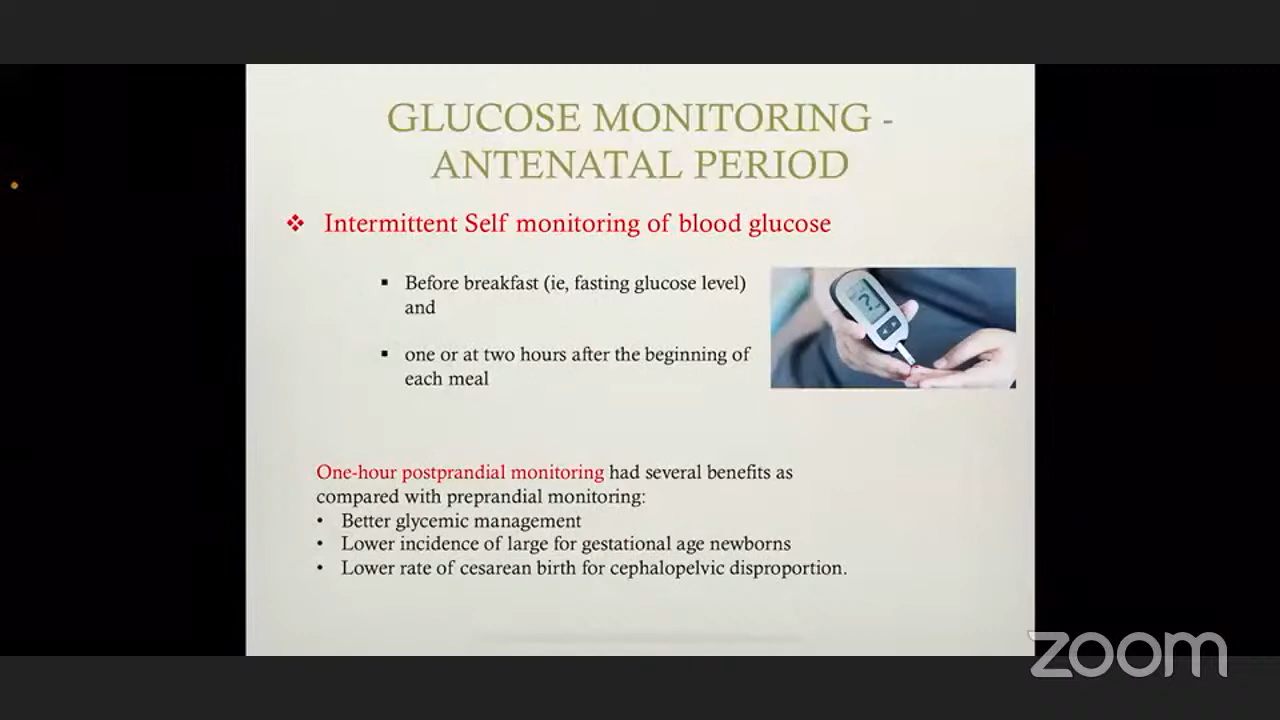 GLUCOSE MONITORING -
ANTENATAL PERIOD
❖ Intermittent Self monitoring of blood glucose
▪ Before breakfast (ie, fasting glucose level)
and
▪ one or at two hours after the beginning of
each meal
One-hour postprandial monitoring had several benefits as
compared with preprandial monitoring:
• Better glycemic management
• Lower incidence of large for gestational age newborns
• Lower rate of cesarean birth for cephalopelvic disproportion.
zoom